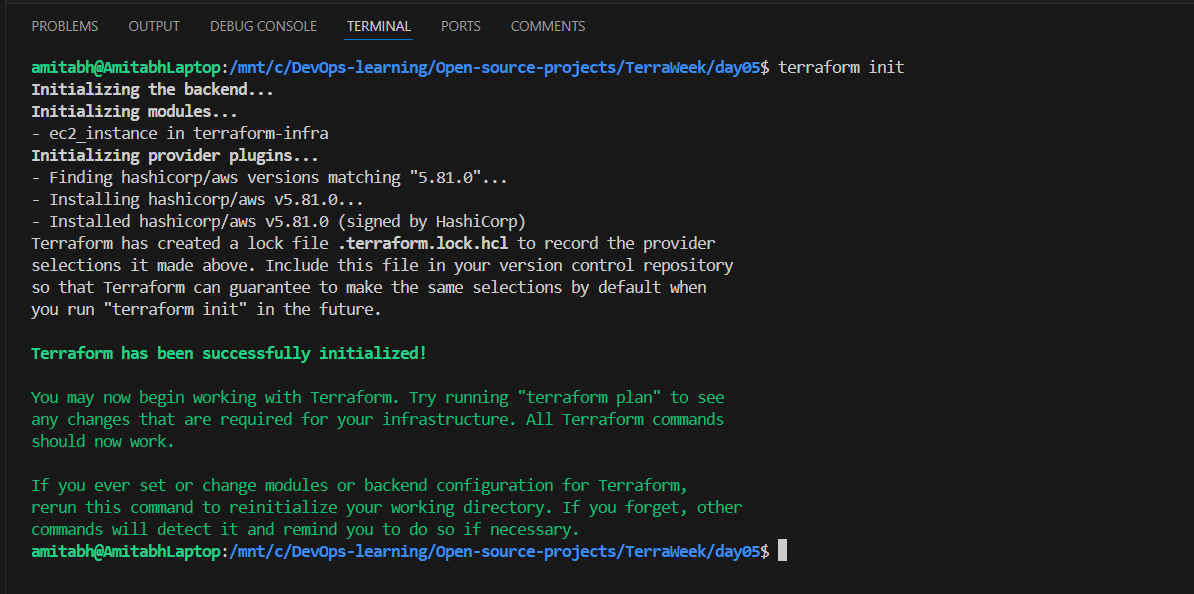 PROBLEMS OUTPUT DEBUG CONSOLE TERMINAL PORTS COMMENTS
amitabh@AmitabhLaptop:/mnt/c/DevOps-learning/Open-source-projects/TerraWeek/day05$ terraform init
Initializing the backend...
Initializing modules...
- ec2_instance in terraform-infra
Initializing provider plugins...
- Finding hashicorp/aws versions matching "5.81.0"...
- Installing hashicorp/aws v5.81.0...
- Installed hashicorp/aws v5.81.0 (signed by HashiCorp)
Terraform has created a lock file .terraform.lock.hcl to record the provider
selections it made above. Include this file in your version control repository
so that Terraform can guarantee to make the same selections by default when
you run "terraform init" in the future.
Terraform has been successfully initialized!
You may now begin working with Terraform. Try running "terraform plan" to see
any changes that are required for your infrastructure. All Terraform commands
should now work.
If you ever set or change modules or backend configuration for Terraform,
rerun this command to reinitialize your working directory. If you forget, other
commands will detect it and remind you to do so if necessary.
amitabh@AmitabhLaptop:/mnt/c/DevOps-learning/Open-source-projects/TerraWeek/day05$